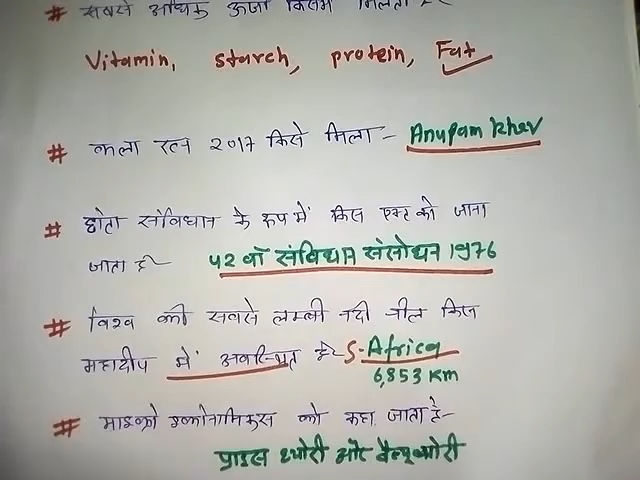 # सबसे अधिक ऊर्जा किसमें मिलता है
Vitamin, starch, protein, Fat
# कला रत्न 2017 किसे मिला - Anupam kher
# छोटा संविधान के रूप में किस एक्ट को जाना
जाता है - 42 वाँ संविधान संसोधन 1976
# विश्व की सबसे लम्बी नदी नील किस
महादीप में अवस्थित है - S-Africa
6,853 Km
# माइक्रो इकोनामिक्स को कहा जाता है -
प्राइस थ्योरी और वैल्यू थ्योरी